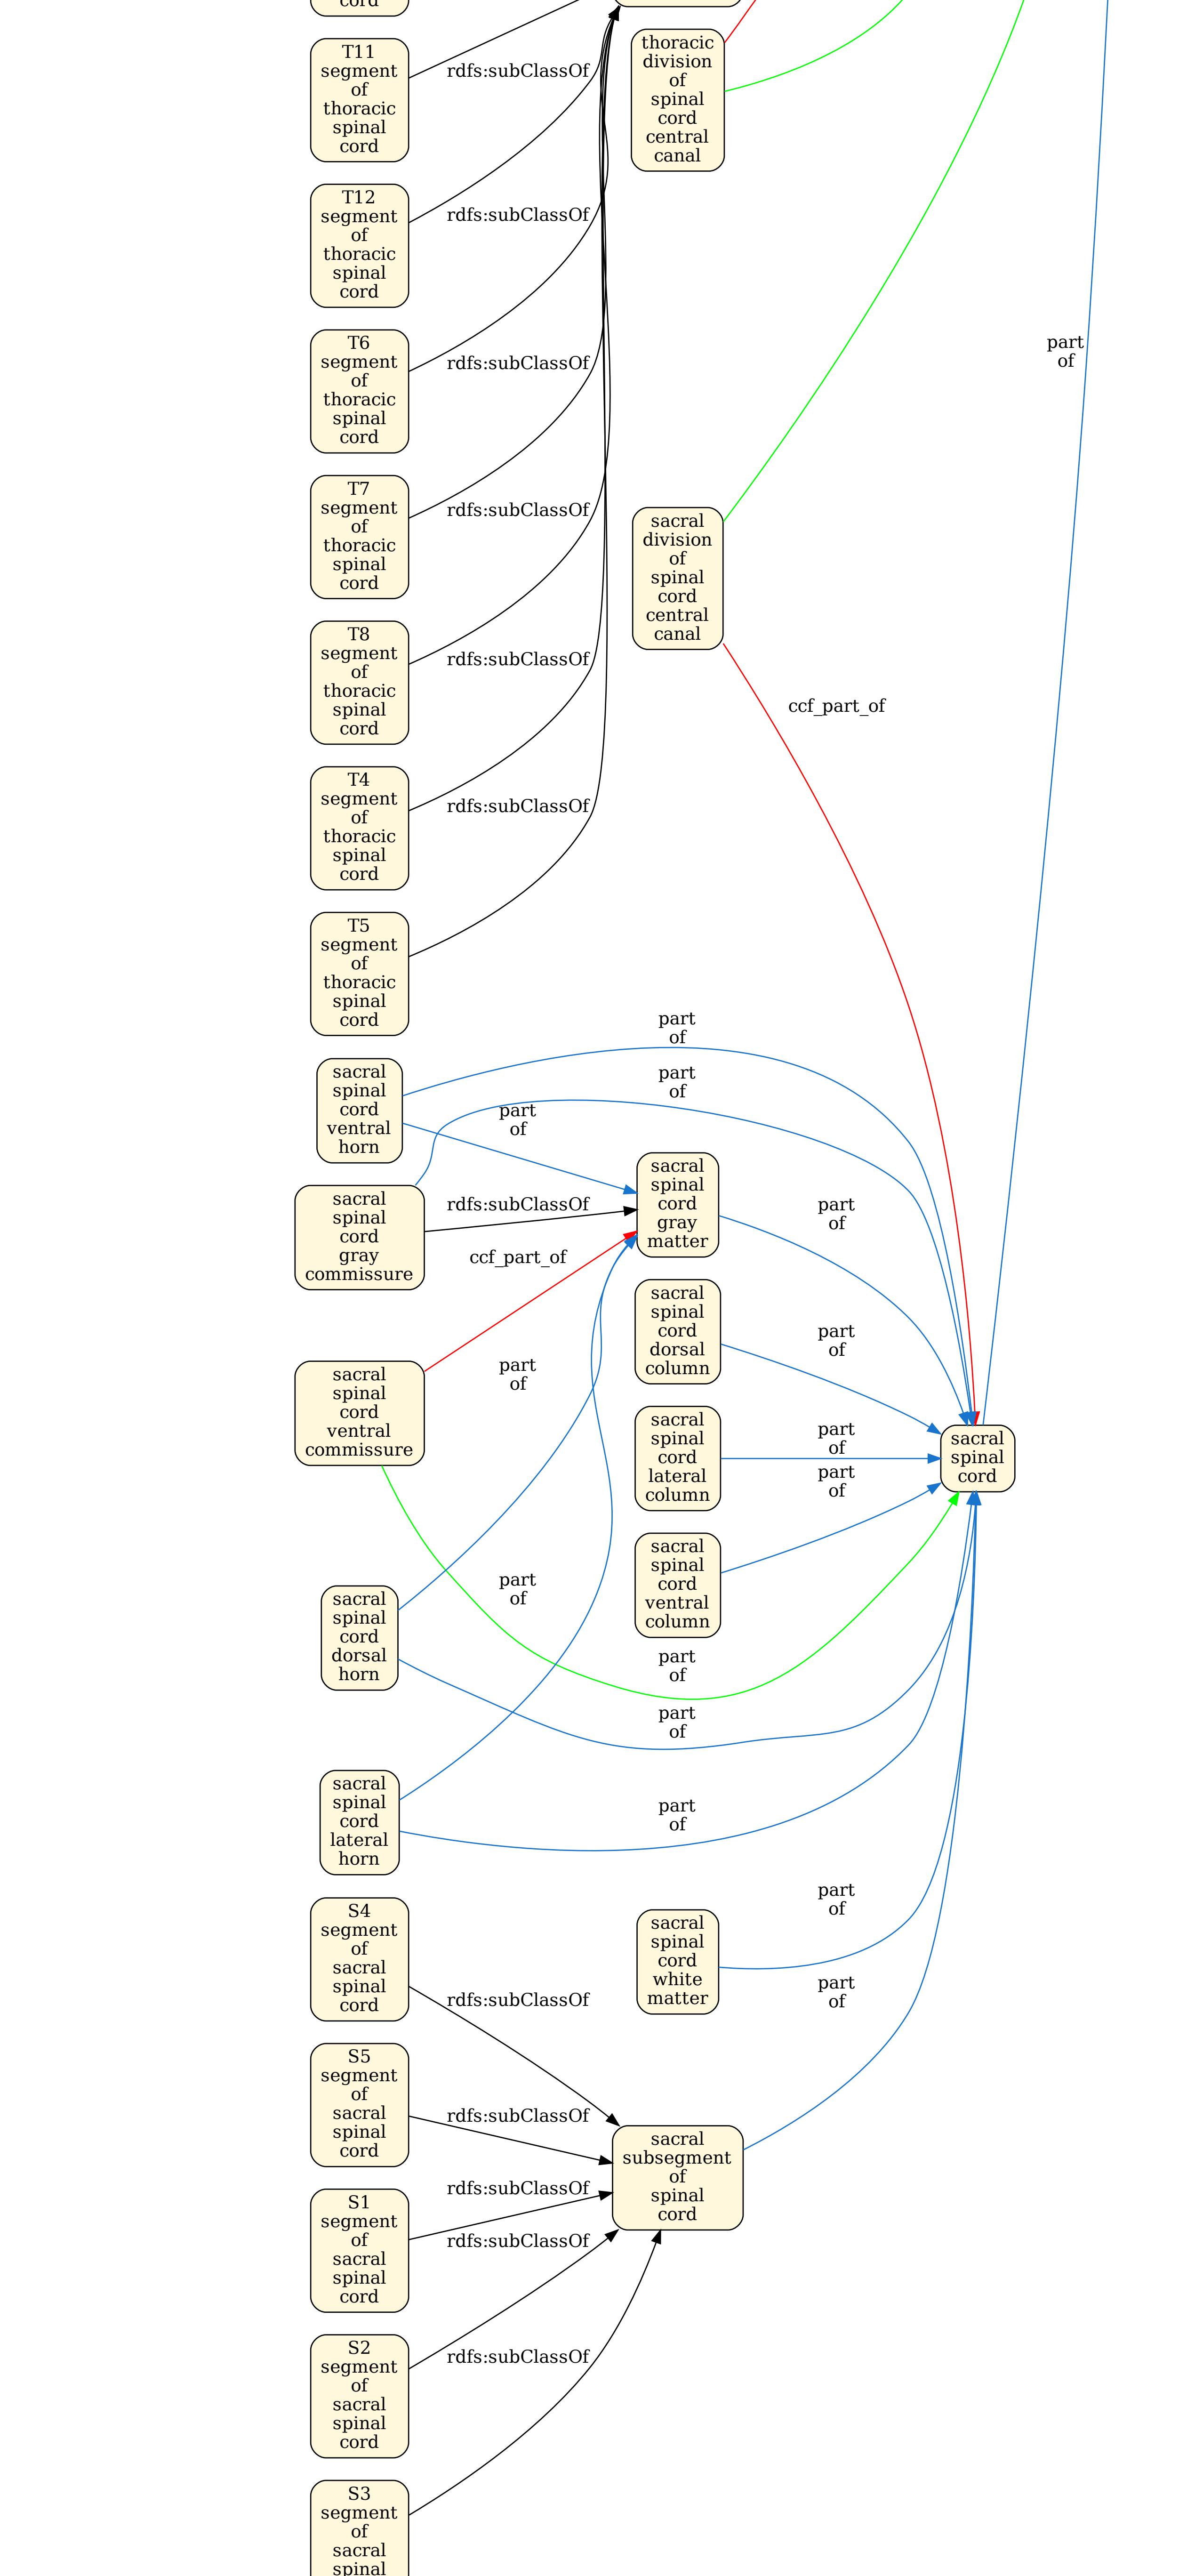 cord
T11
segment
of
thoracic
spinal
cord
rdfs:subClassOf
thoracic
division
of
spinal
cord
central
canal
T12
segment
of
thoracic
spinal
cord
rdfs:subClassOf
T6
segment
of
thoracic
spinal
cord
rdfs:subClassOf
part
of
T7
segment
of
thoracic
spinal
cord
rdfs:subClassOf
sacral
division
of
spinal
cord
central
canal
T8
segment
of
thoracic
spinal
cord
rdfs:subClassOf
ccf_part_of
T4
segment
of
thoracic
spinal
cord
rdfs:subClassOf
T5
segment
of
thoracic
spinal
cord
part
of
sacral
spinal
cord
ventral
horn
part
of
part
of
sacral
spinal
cord
gray
commissure
rdfs:subClassOf
ccf_part_of
sacral
spinal
cord
gray
matter
part
of
sacral
spinal
cord
dorsal
column
part
of
sacral
spinal
cord
ventral
commissure
part
of
sacral
spinal
cord
lateral
column
part
of
part
of
sacral
spinal
cord
sacral
spinal
cord
ventral
column
sacral
spinal
cord
dorsal
horn
part
of
part
of
part
of
sacral
spinal
cord
lateral
horn
part
of
S4
segment
of
sacral
spinal
cord
rdfs:subClassOf
sacral
spinal
cord
white
matter
part
of
part
of
S5
segment
of
sacral
spinal
cord
rdfs:subClassOf
sacral
subsegment
of
spinal
cord
S1
segment
of
sacral
spinal
cord
rdfs:subClassOf
rdfs:subClassOf
S2
segment
of
sacral
spinal
cord
rdfs:subClassOf
S3
segment
of
sacral
spinal